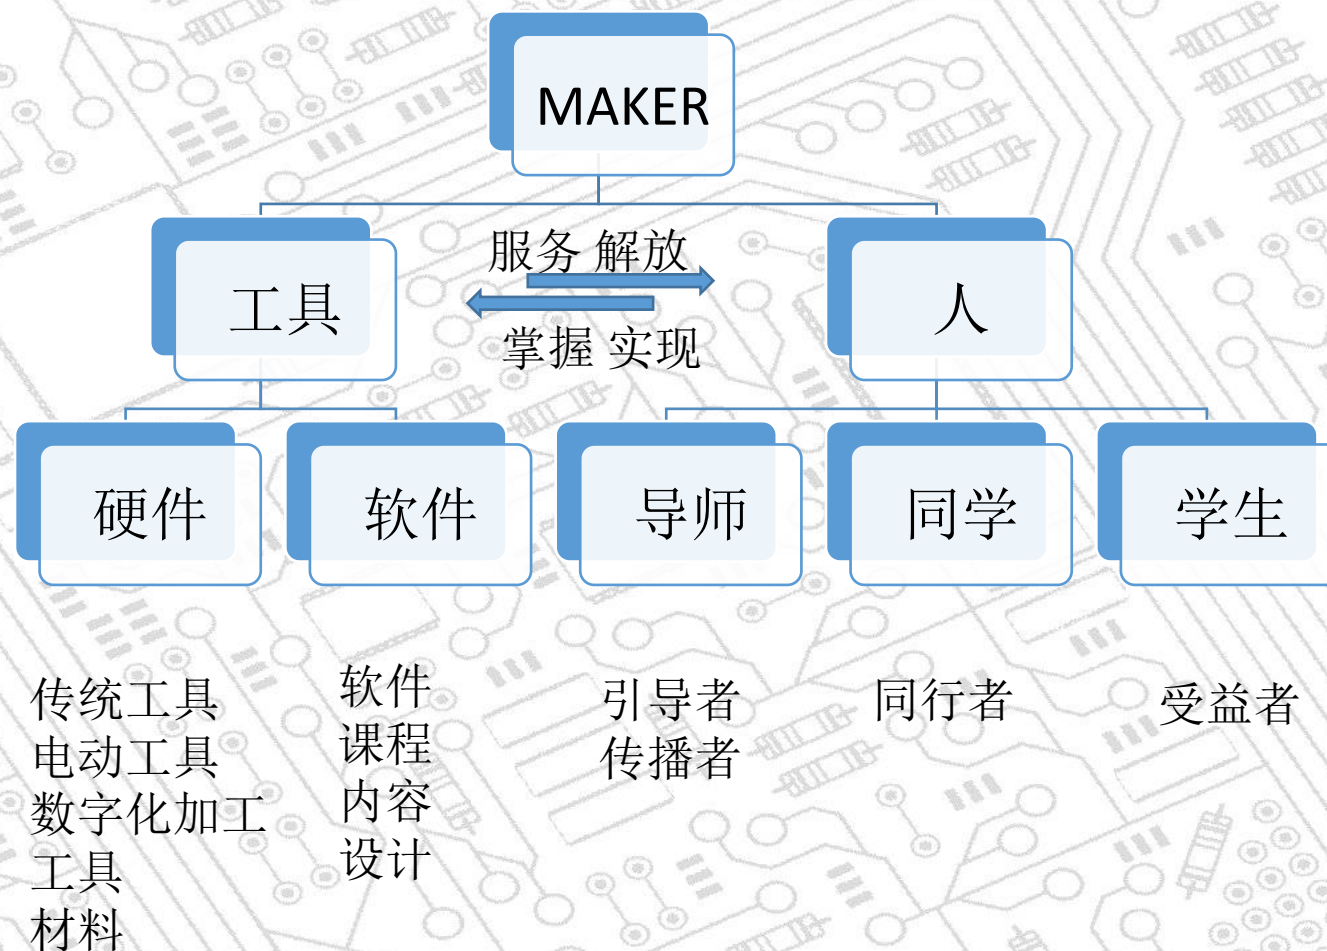 MAKER
工具
服务 解放
掌握 实现
人
硬件
软件
导师
同学
学生
传统工具
电动工具
数字化加工
工具
材料
软件
课程
内容
设计
引导者
传播者
同行者
受益者